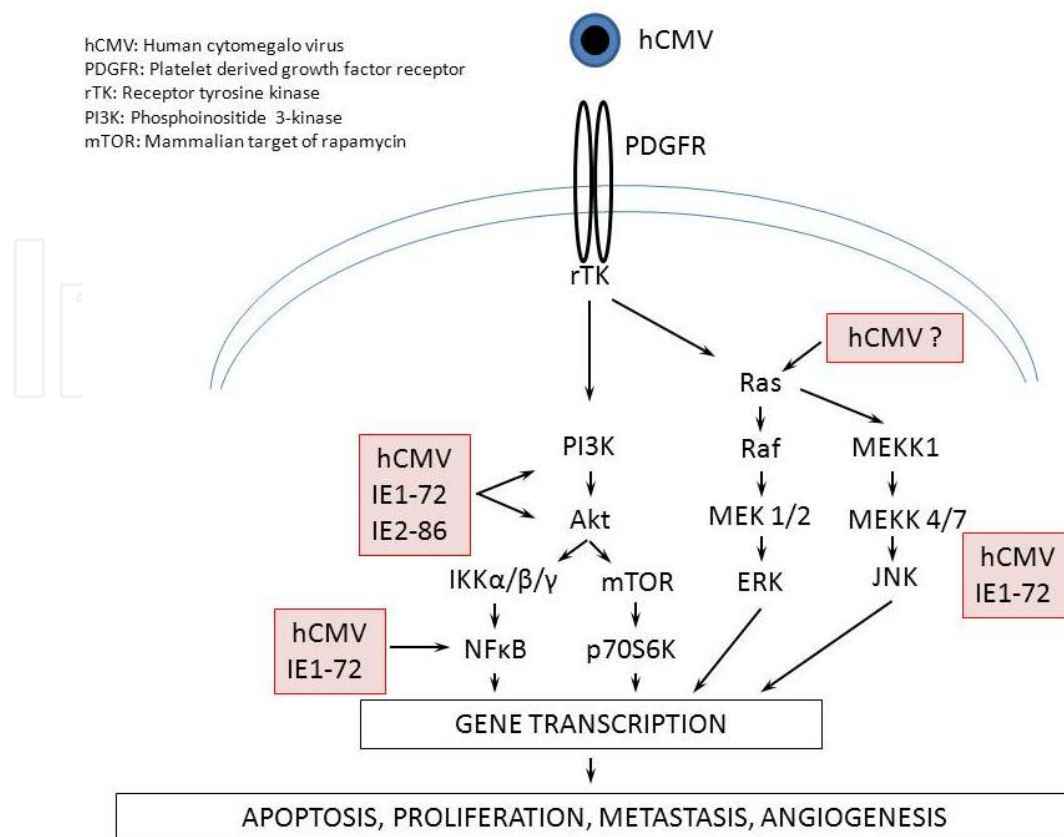 hCMV: Human cytomegalo virus
PDGFR: Platelet derived growth factor receptor
rTK: Receptor tyrosine kinase
PI3K: Phosphoinositide 3-kinase
mTOR: Mammalian target of rapamycin
hCMV
PDGFR
rTK
hCMV ?
Ras
PI3K
Raf
MEKK1
hCMV
IE1-72
IE2-86
Akt
MEK 1/2
MEKK 4/7
IKKα/β/γ
mTOR
ERK
JNK
hCMV
IE1-72
hCMV
IE1-72
NFκB
p70S6K
GENE TRANSCRIPTION
APOPTOSIS, PROLIFERATION, METASTASIS, ANGIOGENESIS